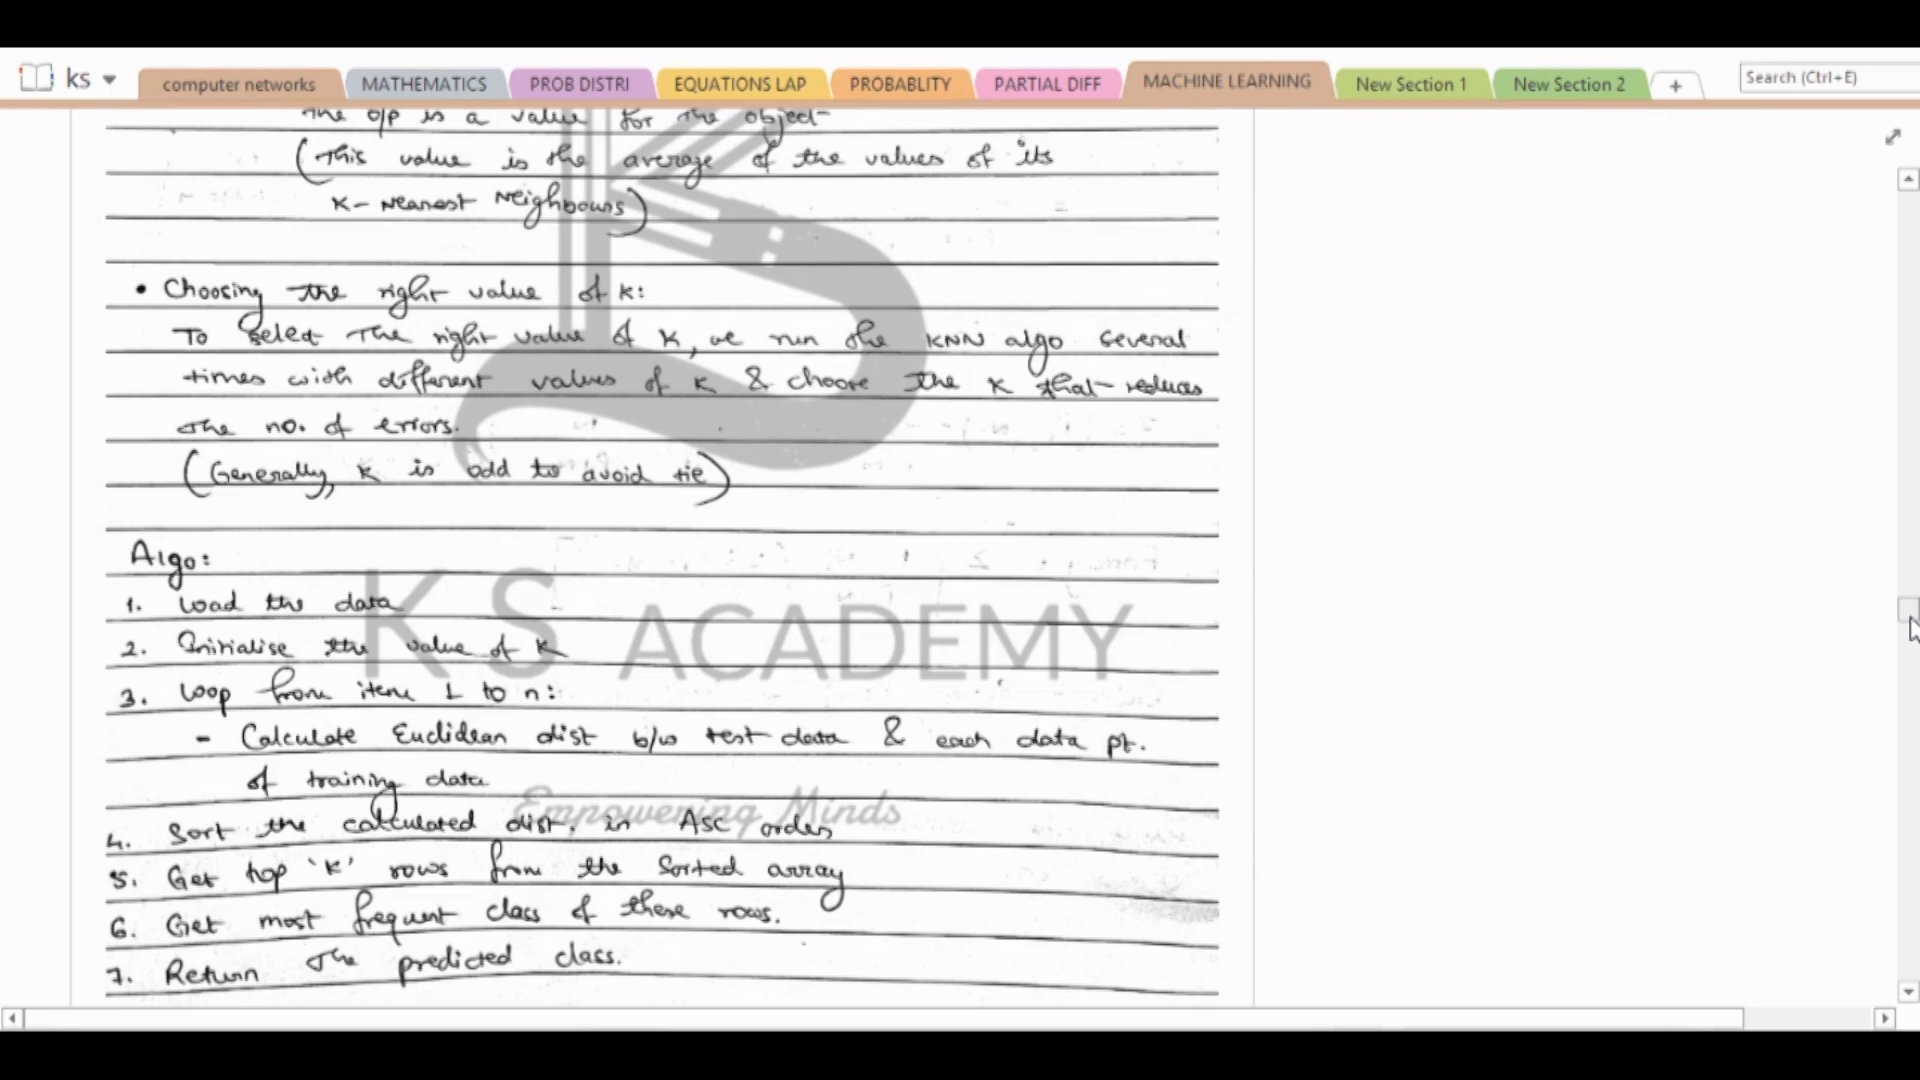 ks
computer networks
MATHEMATICS
PROB DISTRI
EQUATIONS LAP
PROBABLITY
PARTIAL DIFF
MACHINE LEARNING
New Section 1
New Section 2
+
Search (Ctrl+E)
The o/p is a value for the object
(This value is the average of the values of its
K-Nearest Neighbours)
• Choosing the right value of K:
To select the right value of K, we run the KNN algo several
times with different values of K & choose the K that reduces
the no. of errors.
(Generally, K is odd to avoid tie)
Algo:
1. Load the data
2. Initialise the value of K
3. Loop from item 1 to n:
- Calculate Euclidean dist b/w test data & each data pt.
of training data
4. Sort the calculated dist. in Asc order
5. Get top 'K' rows from the sorted array
6. Get most frequent class of these rows.
7. Return the predicted class.
KS ACADEMY
Empowering Minds